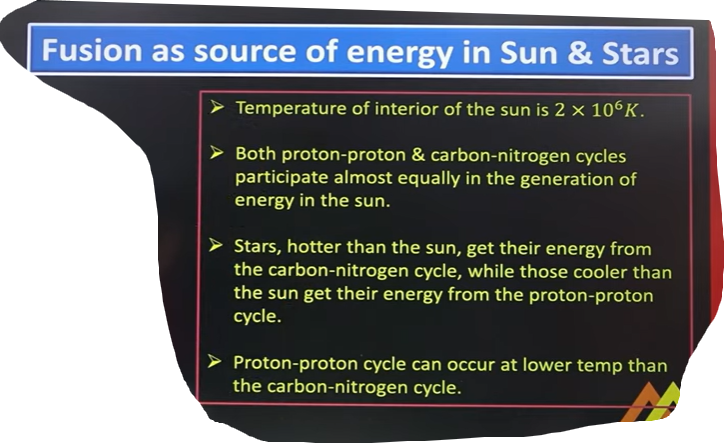 Fusion as source of energy in Sun & Stars
➢ Temperature of interior of the sun is 2 × 10⁶K.
➢ Both proton-proton & carbon-nitrogen cycles
participate almost equally in the generation of
energy in the sun.
➢ Stars, hotter than the sun, get their energy from
the carbon-nitrogen cycle, while those cooler than
the sun get their energy from the proton-proton
cycle.
➢ Proton-proton cycle can occur at lower temp than
the carbon-nitrogen cycle.